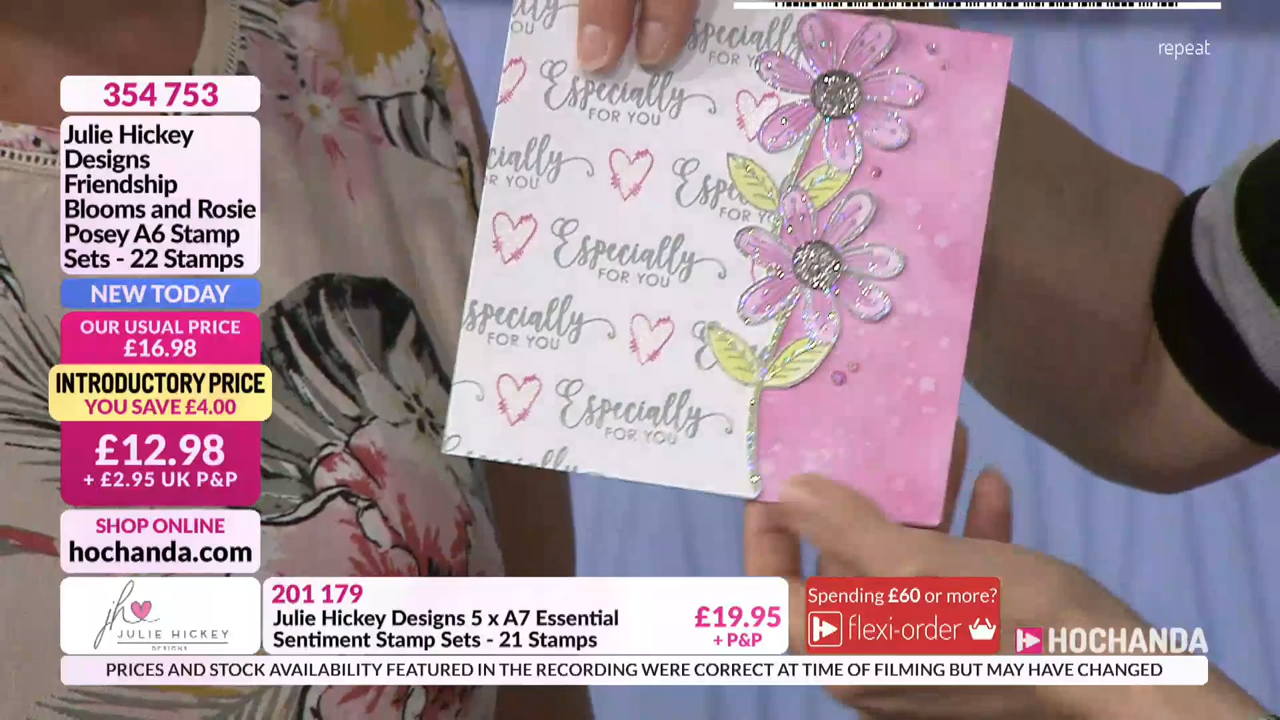 repeat
354 753
Julie Hickey
Designs
Friendship
Blooms and Rosie
Posey A6 Stamp
Sets - 22 Stamps
NEW TODAY
OUR USUAL PRICE
£16.98
INTRODUCTORY PRICE
YOU SAVE £4.00
£12.98
+ £2.95 UK P&P
SHOP ONLINE
hochanda.com
Especially
FOR YOU
Especially
FOR YOU
Especially
FOR YOU
jh
JULIE HICKEY
DESIGNS
201 179
Julie Hickey Designs 5 x A7 Essential
Sentiment Stamp Sets - 21 Stamps
£19.95
+ P&P
Spending £60 or more?
flexi-order
HOCHANDA
PRICES AND STOCK AVAILABILITY FEATURED IN THE RECORDING WERE CORRECT AT TIME OF FILMING BUT MAY HAVE CHANGED